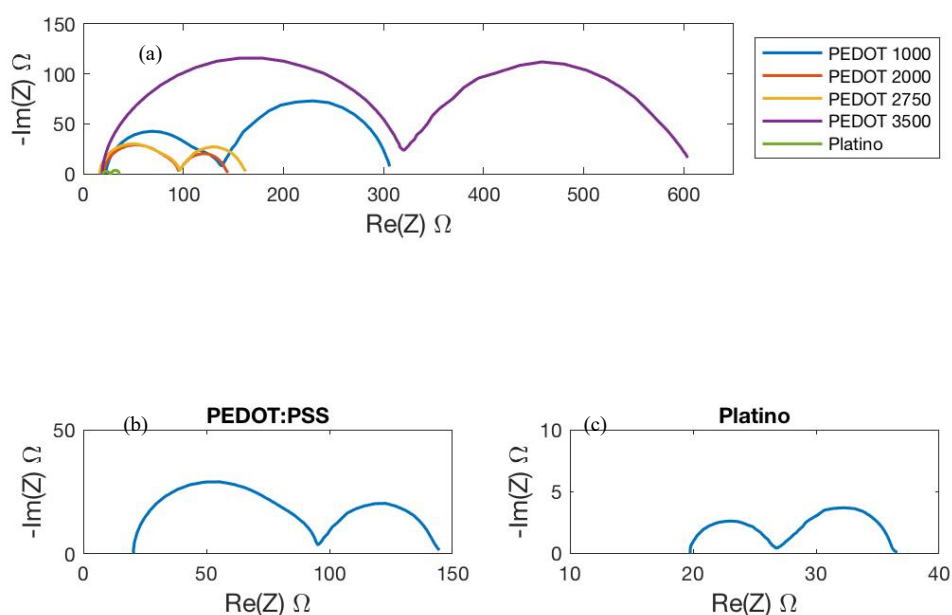 (a)
-Im(Z) Ω
150
100
50
0
0 100 200 300 400 500 600
Re(Z) Ω
PEDOT 1000
PEDOT 2000
PEDOT 2750
PEDOT 3500
Platino
PEDOT:PSS
(b)
-Im(Z) Ω
50
0
0 50 100 150
Re(Z) Ω
Platino
(c)
-Im(Z) Ω
10
5
0
10 20 30 40
Re(Z) Ω